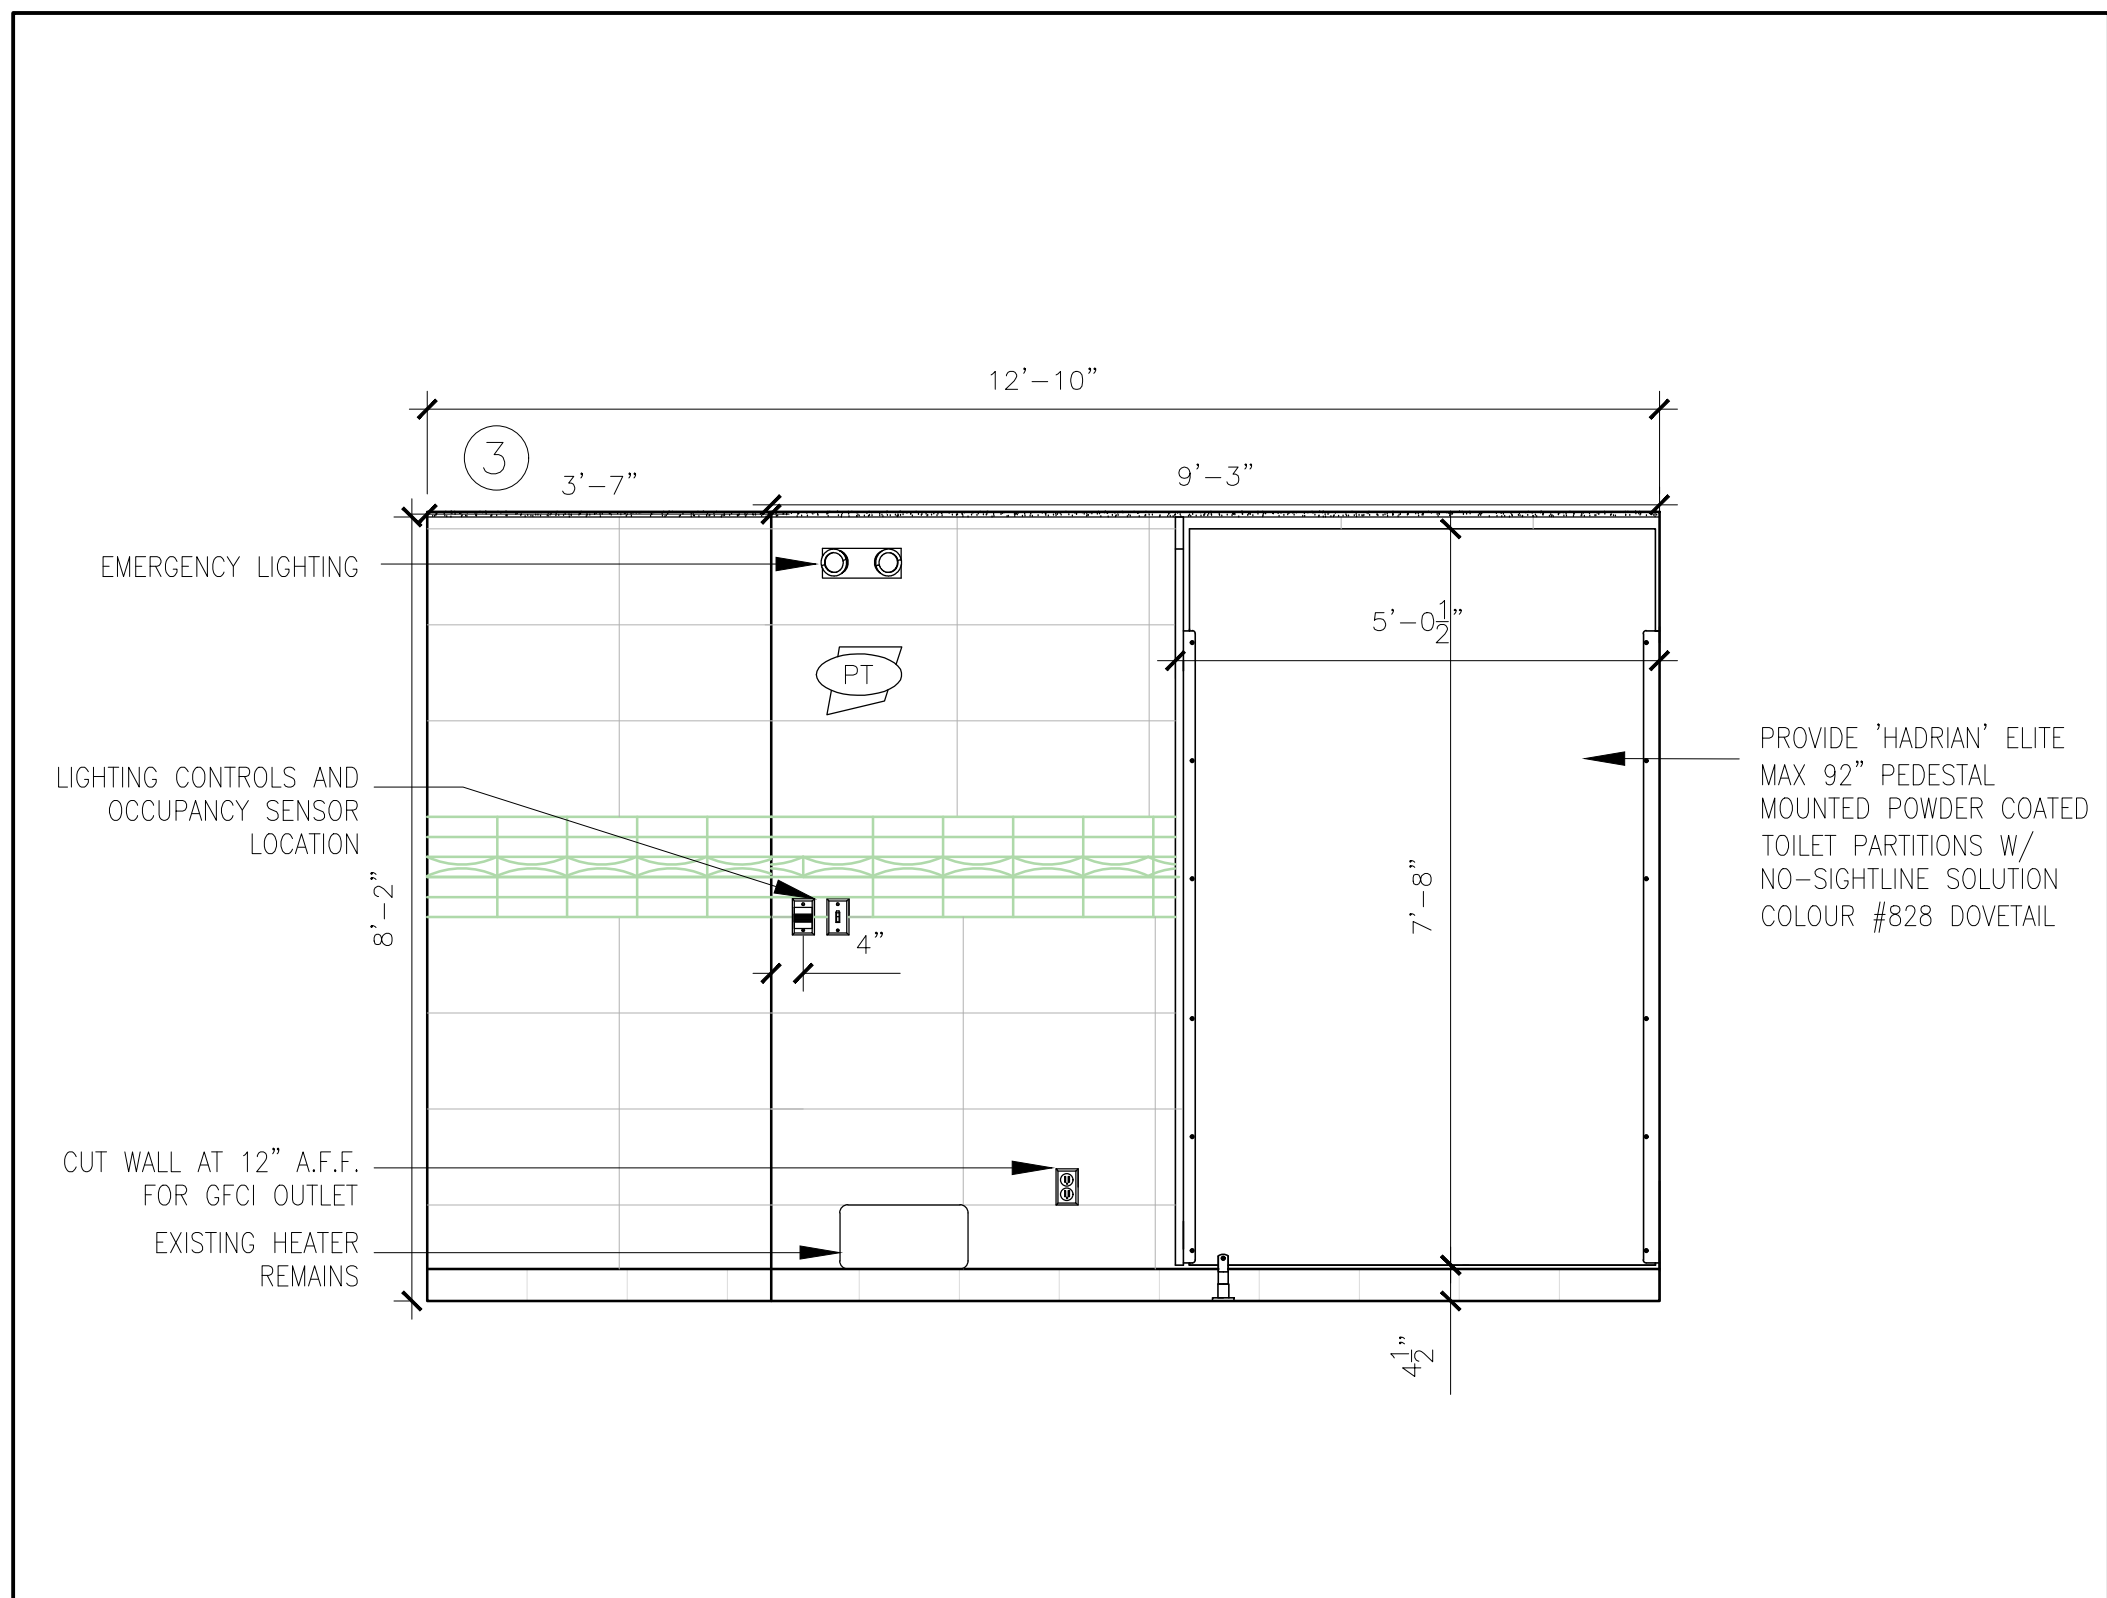 12'-10"
3
3'-7"
9'-3"
EMERGENCY LIGHTING
5'-0½"
PT
PROVIDE 'HADRIAN' ELITE
MAX 92" PEDESTAL
MOUNTED POWDER COATED
TOILET PARTITIONS W/
NO-SIGHTLINE SOLUTION
COLOUR #828 DOVETAIL
LIGHTING CONTROLS AND
OCCUPANCY SENSOR
LOCATION
8'-2"
4"
7'-8"
CUT WALL AT 12" A.F.F.
FOR GFCI OUTLET
EXISTING HEATER
REMAINS
4½"